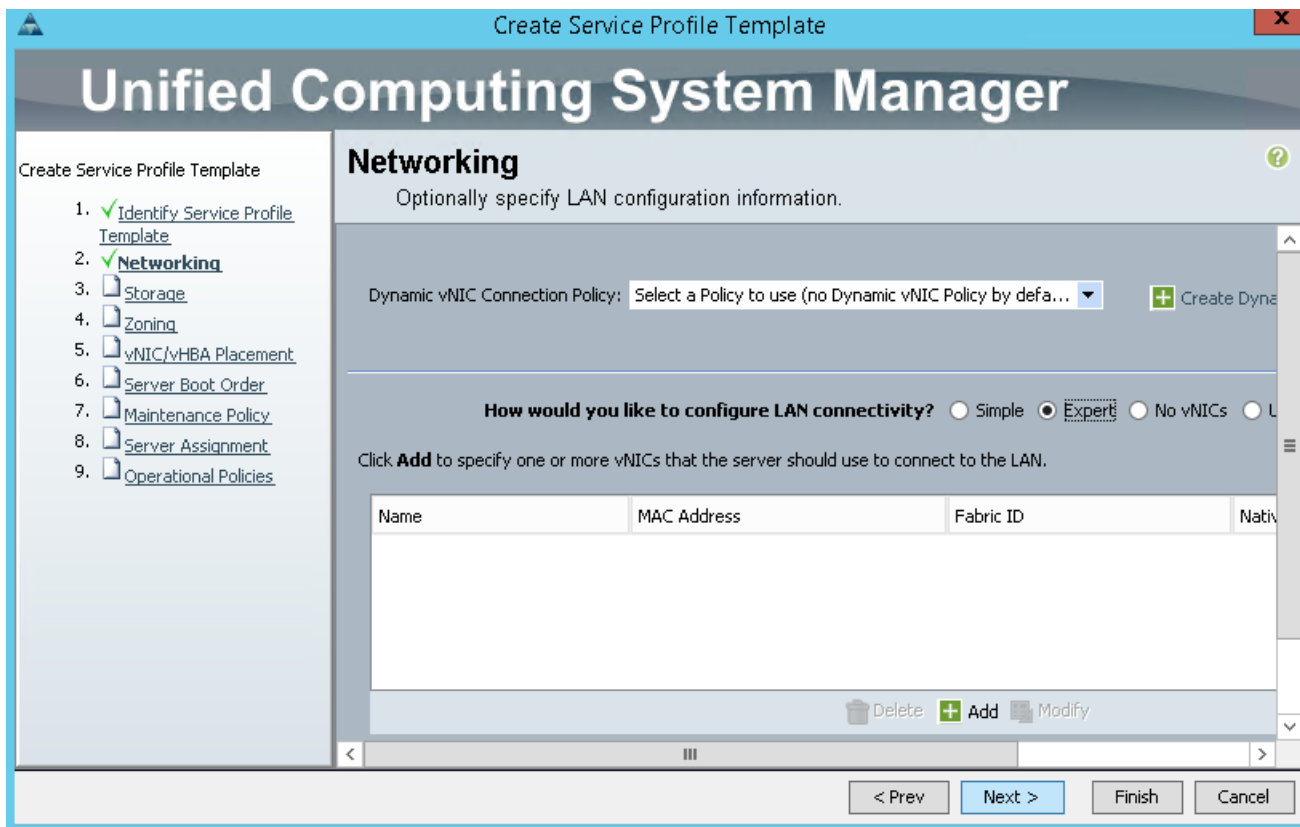 Create Service Profile Template
x
Unified Computing System Manager
Create Service Profile Template
1. Identify Service Profile
Template
2. Networking
3. Storage
4. Zoning
5. vNIC/vHBA Placement
6. Server Boot Order
7. Maintenance Policy
8. Server Assignment
9. Operational Policies
Networking
?
Optionally specify LAN configuration information.
Dynamic vNIC Connection Policy: Select a Policy to use (no Dynamic vNIC Policy by defa... Create Dyna
How would you like to configure LAN connectivity? Simple Expert No vNICs
Click Add to specify one or more vNICs that the server should use to connect to the LAN.
Name MAC Address Fabric ID Nativ
Delete Add Modify
< Prev Next > Finish Cancel